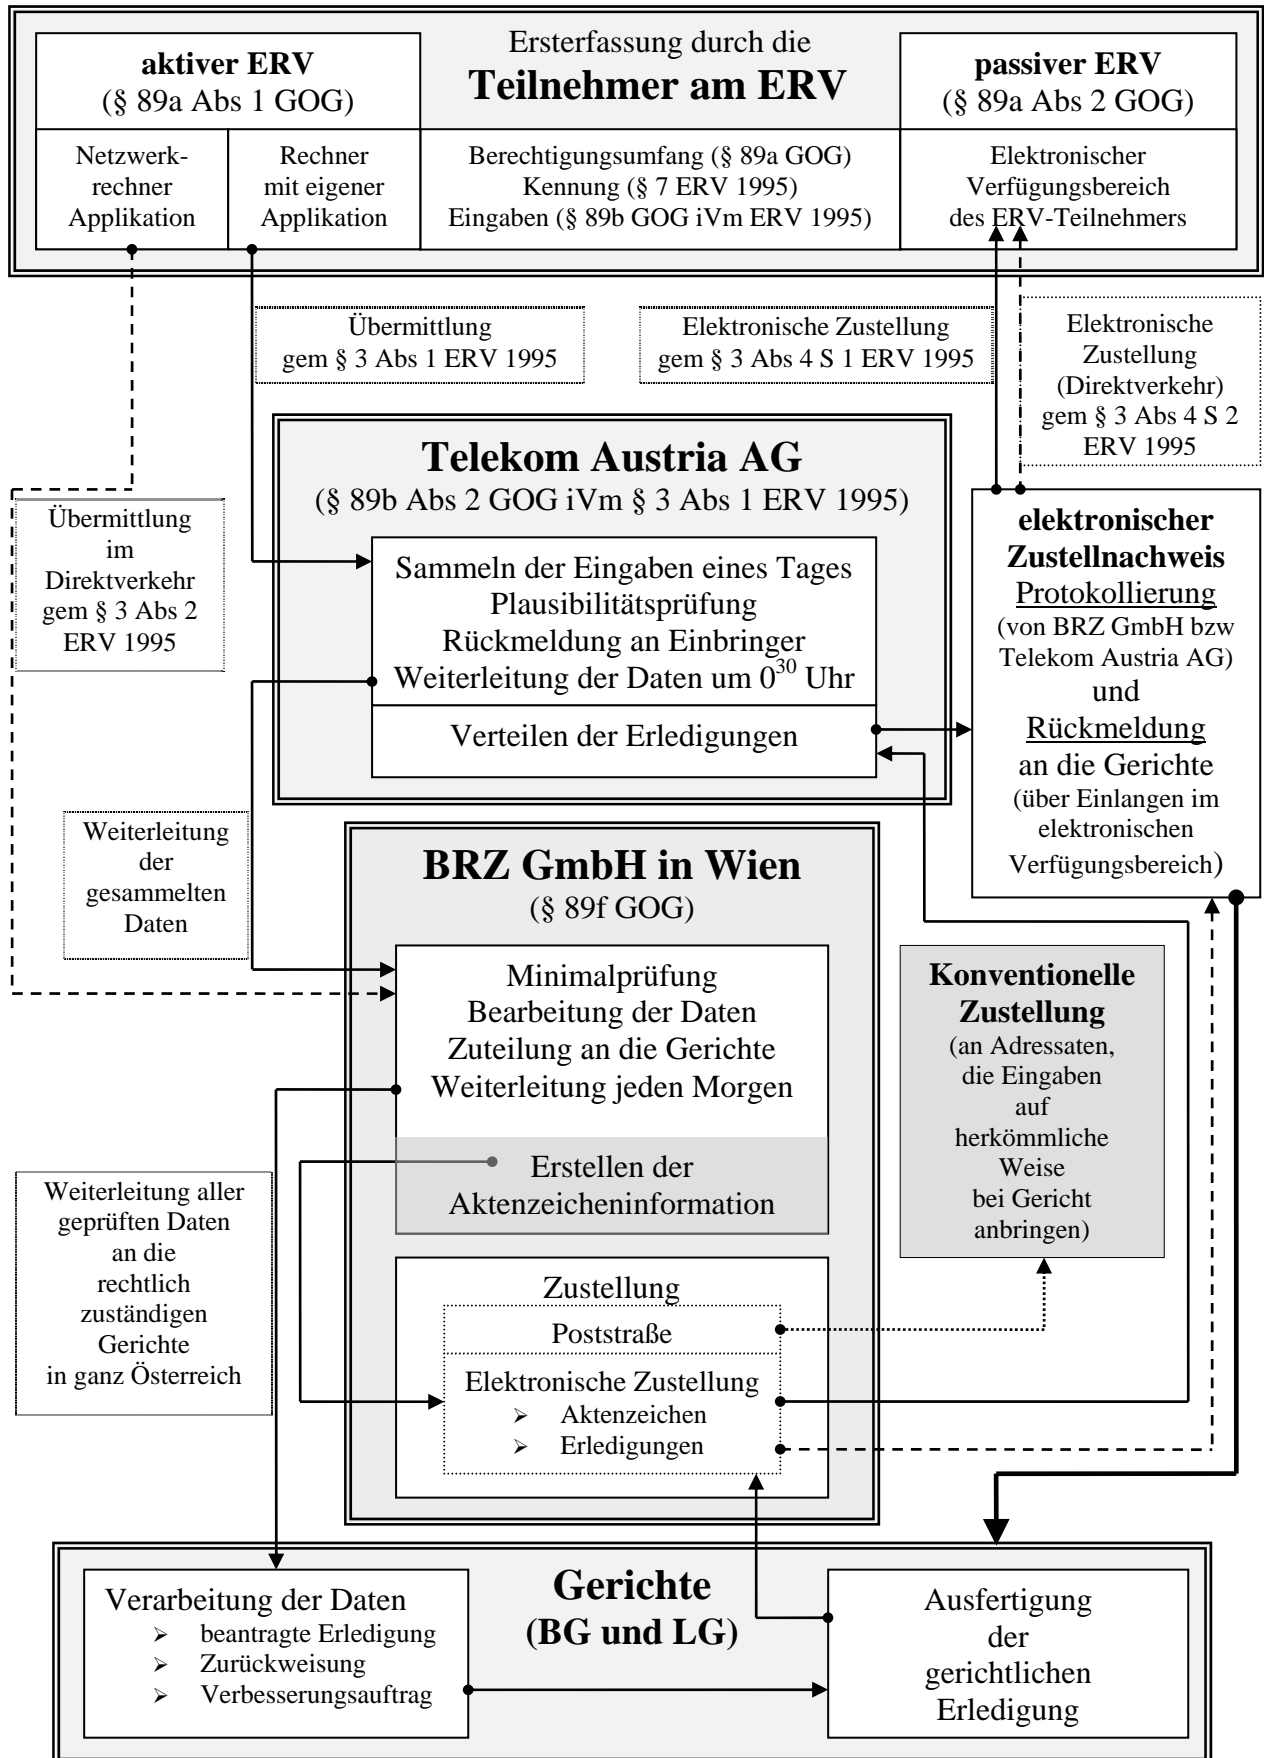 aktiver ERV
(§ 89a Abs 1 GOG)
Ersterfassung durch die
Teilnehmer am ERV
passiver ERV
(§ 89a Abs 2 GOG)
Netzwerk-
rechner
Applikation
Rechner
mit eigener
Applikation
Berechtigungsumfang (§ 89a GOG)
Kennung (§ 7 ERV 1995)
Eingaben (§ 89b GOG iVm ERV 1995)
Elektronischer
Verfügungsbereich
des ERV-Teilnehmers
Übermittlung
gem § 3 Abs 1 ERV 1995
Elektronische Zustellung
gem § 3 Abs 4 S 1 ERV 1995
Elektronische
Zustellung
(Direktverkehr)
gem § 3 Abs 4 S 2
ERV 1995
Telekom Austria AG
(§ 89b Abs 2 GOG iVm § 3 Abs 1 ERV 1995)
Übermittlung
im
Direktverkehr
gem § 3 Abs 2
ERV 1995
Sammeln der Eingaben eines Tages
Plausibilitätsprüfung
Rückmeldung an Einbringer
Weiterleitung der Daten um 0³⁰ Uhr
Verteilen der Erledigungen
elektronischer
Zustellnachweis
Protokollierung
(von BRZ GmbH bzw
Telekom Austria AG)
und
Rückmeldung
an die Gerichte
(über Einlangen im
elektronischen
Verfügungsbereich)
Weiterleitung
der
gesammelten
Daten
BRZ GmbH in Wien
(§ 89f GOG)
Minimalprüfung
Bearbeitung der Daten
Zuteilung an die Gerichte
Weiterleitung jeden Morgen
Erstellen der
Aktenzeicheninformation
Konventionelle
Zustellung
(an Adressaten,
die Eingaben
auf
herkömmliche
Weise
bei Gericht
anbringen)
Weiterleitung aller
geprüften Daten
an die
rechtlich
zuständigen
Gerichte
in ganz Österreich
Zustellung
Poststraße
Elektronische Zustellung
➢ Aktenzeichen
➢ Erledigungen
Gerichte
(BG und LG)
Verarbeitung der Daten
➢ beantragte Erledigung
➢ Zurückweisung
➢ Verbesserungsauftrag
Ausfertigung
der
gerichtlichen
Erledigung